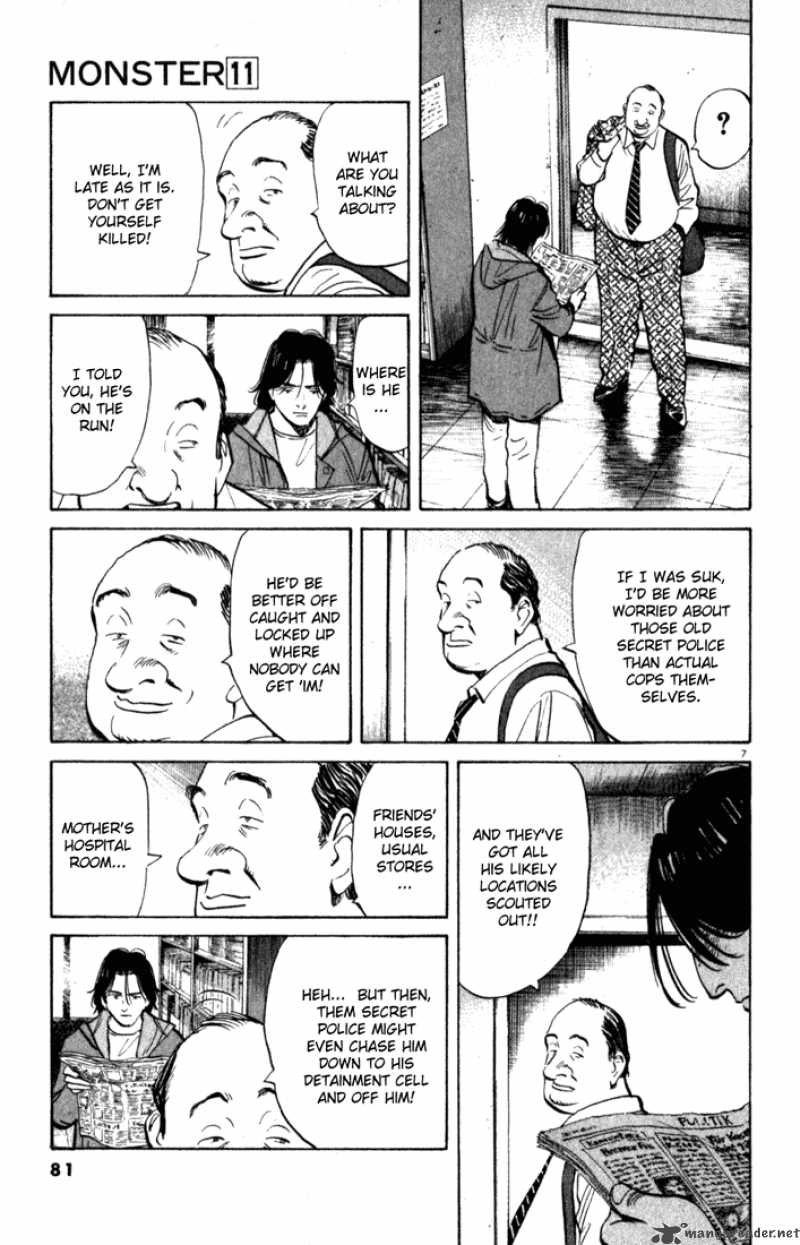 MONSTER 11
?
WHAT
ARE YOU
TALKING
ABOUT?
WELL, I'M
LATE AS IT IS.
DON'T GET
YOURSELF
KILLED!
WHERE
IS HE
...
I TOLD
YOU, HE'S
ON THE
RUN!
IF I WAS SUK,
I'D BE MORE
WORRIED ABOUT
THOSE OLD
SECRET POLICE
THAN ACTUAL
COPS THEM-
SELVES.
HE'D BE
BETTER OFF
CAUGHT AND
LOCKED UP
WHERE
NOBODY CAN
GET 'IM!
7
AND THEY'VE
GOT ALL
HIS LIKELY
LOCATIONS
SCOUTED
OUT!!
POLITIK
FRIENDS'
HOUSES,
USUAL
STORES
...
MOTHER'S
HOSPITAL
ROOM...
HEH... BUT THEN,
THEM SECRET
POLICE MIGHT
EVEN CHASE HIM
DOWN TO HIS
DETAINMENT CELL
AND OFF HIM!
81
mangareader.net